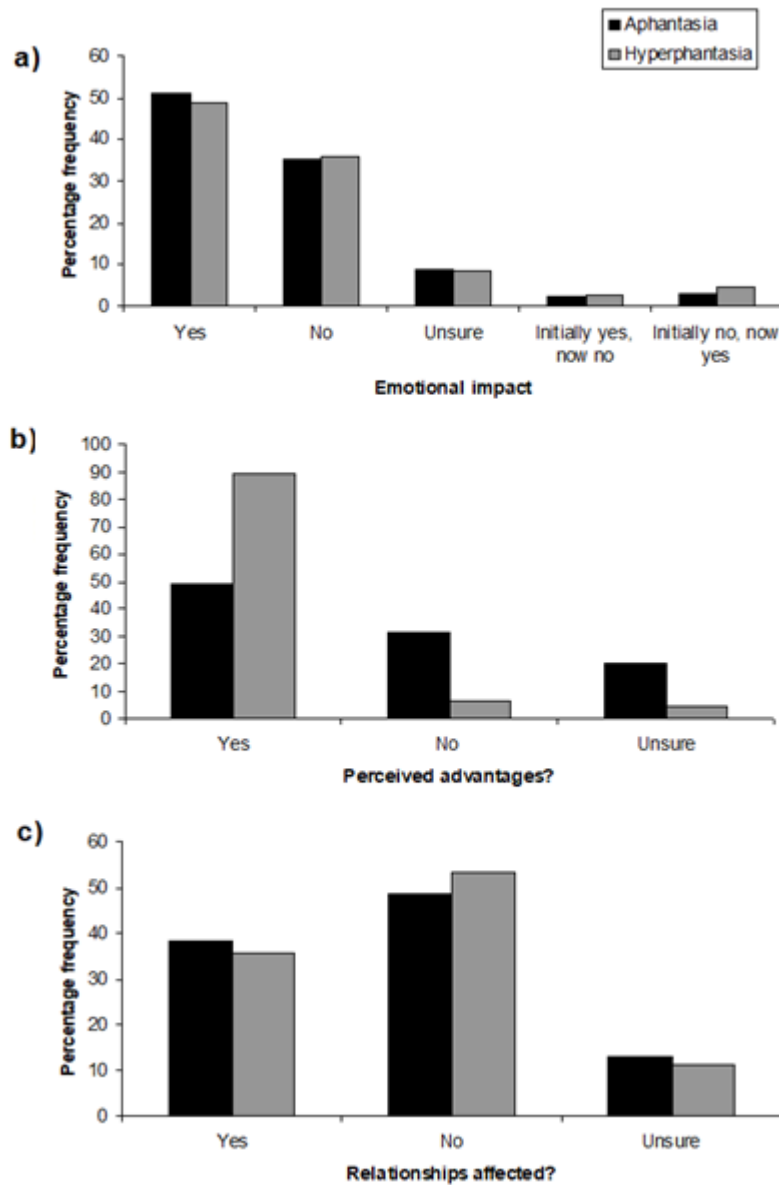 Aphantasia
Hyperphantasia
a)
Percentage frequency
60
50
40
30
20
10
0
Yes
No
Unsure
Initially yes, now no
Initially no, now yes
Emotional impact
b)
Percentage frequency
100
90
80
70
60
50
40
30
20
10
0
Yes
No
Unsure
Perceived advantages?
c)
Percentage frequency
60
50
40
30
20
10
0
Yes
No
Unsure
Relationships affected?